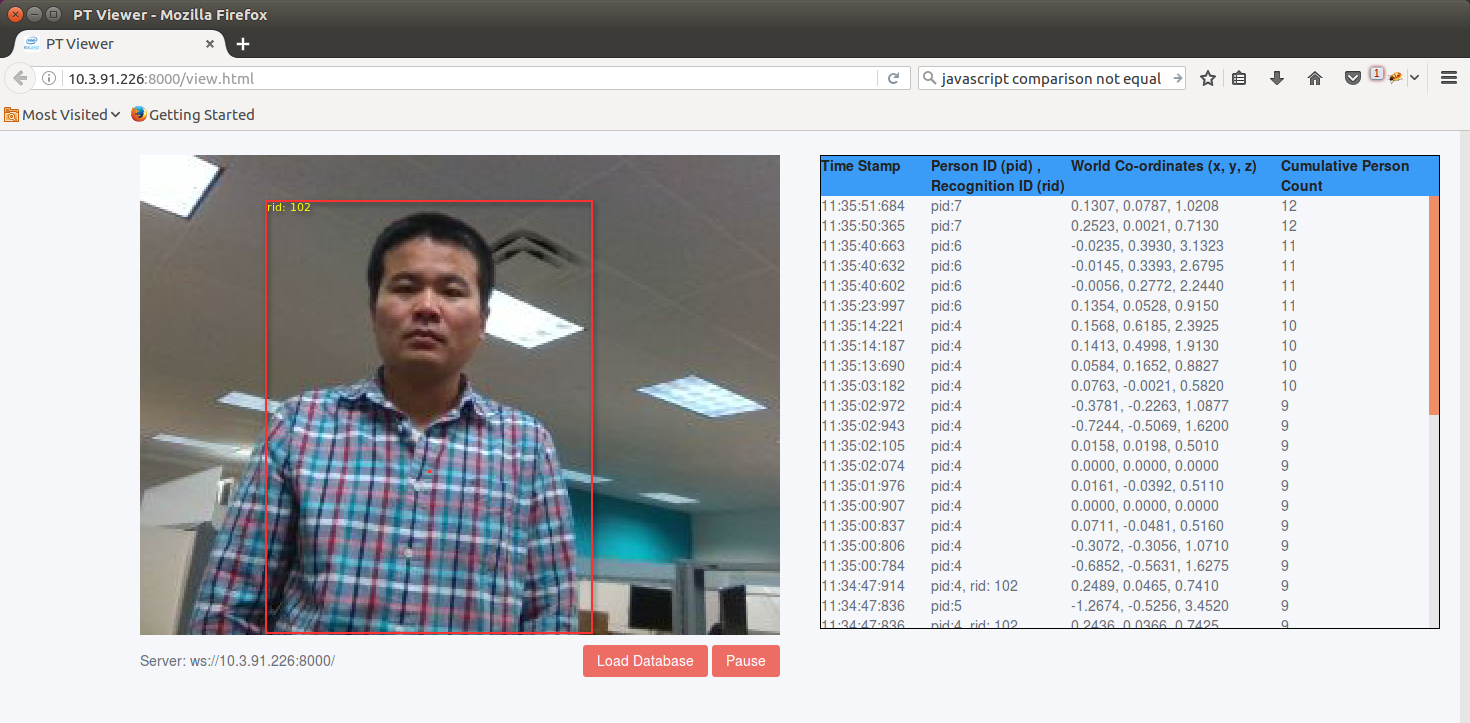 PT Viewer - Mozilla Firefox
PT Viewer
10.3.91.226:8000/view.html
javascript comparison not equal
1
Most Visited
Getting Started
rid: 102
Server: ws://10.3.91.226:8000/
Load Database
Pause
Time Stamp Person ID (pid) , World Co-ordinates (x, y, z) Cumulative Person
Recognition ID (rid) Count
11:35:51:684 pid:7 0.1307, 0.0787, 1.0208 12
11:35:50:365 pid:7 0.2523, 0.0021, 0.7130 12
11:35:40:663 pid:6 -0.0235, 0.3930, 3.1323 11
11:35:40:632 pid:6 -0.0145, 0.3393, 2.6795 11
11:35:40:602 pid:6 -0.0056, 0.2772, 2.2440 11
11:35:23:997 pid:6 0.1354, 0.0528, 0.9150 11
11:35:14:221 pid:4 0.1568, 0.6185, 2.3925 10
11:35:14:187 pid:4 0.1413, 0.4998, 1.9130 10
11:35:13:690 pid:4 0.0584, 0.1652, 0.8827 10
11:35:03:182 pid:4 0.0763, -0.0021, 0.5820 10
11:35:02:972 pid:4 -0.3781, -0.2263, 1.0877 9
11:35:02:943 pid:4 -0.7244, -0.5069, 1.6200 9
11:35:02:105 pid:4 0.0158, 0.0198, 0.5010 9
11:35:02:074 pid:4 0.0000, 0.0000, 0.0000 9
11:35:01:976 pid:4 0.0161, -0.0392, 0.5110 9
11:35:00:907 pid:4 0.0000, 0.0000, 0.0000 9
11:35:00:837 pid:4 0.0711, -0.0481, 0.5160 9
11:35:00:806 pid:4 -0.3072, -0.3056, 1.0710 9
11:35:00:784 pid:4 -0.6852, -0.5631, 1.6275 9
11:34:47:914 pid:4, rid: 102 0.2489, 0.0465, 0.7410 9
11:34:47:836 pid:5 -1.2674, -0.5256, 3.4520 9
11:34:47:836 pid:4, rid: 102 0.2436, 0.0366, 0.7425 9